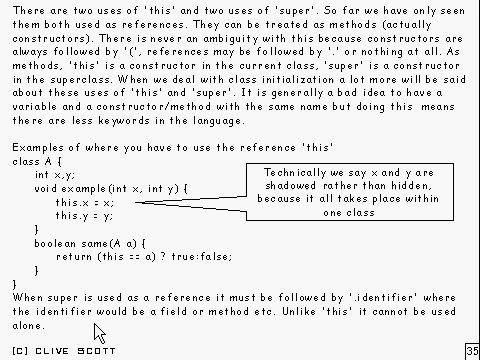 There are two uses of 'this' and two uses of 'super'. So far we have only seen
them both used as references. They can be treated as methods (actually
constructors). There is never an ambiguity with this because constructors are
always followed by '(', references may be followed by '.' or nothing at all. As
methods, 'this' is a constructor in the current class, 'super' is a constructor
in the superclass. When we deal with class initialization a lot more will be said
about these uses of 'this' and 'super'. It is generally a bad idea to have a
variable and a constructor/method with the same name but doing this means
there are less keywords in the language.
Examples of where you have to use the reference 'this'
class A {
int x,y;
void example(int x, int y) {
this.x = x;
this.y = y;
}
boolean same(A a) {
return (this == a) ? true:false;
}
}
Technically we say x and y are
shadowed rather than hidden,
because it all takes place within
one class
When super is used as a reference it must be followed by '.identifier' where
the identifier would be a field or method etc. Unlike 'this' it cannot be used
alone.
[C] CLIVE SCOTT
35